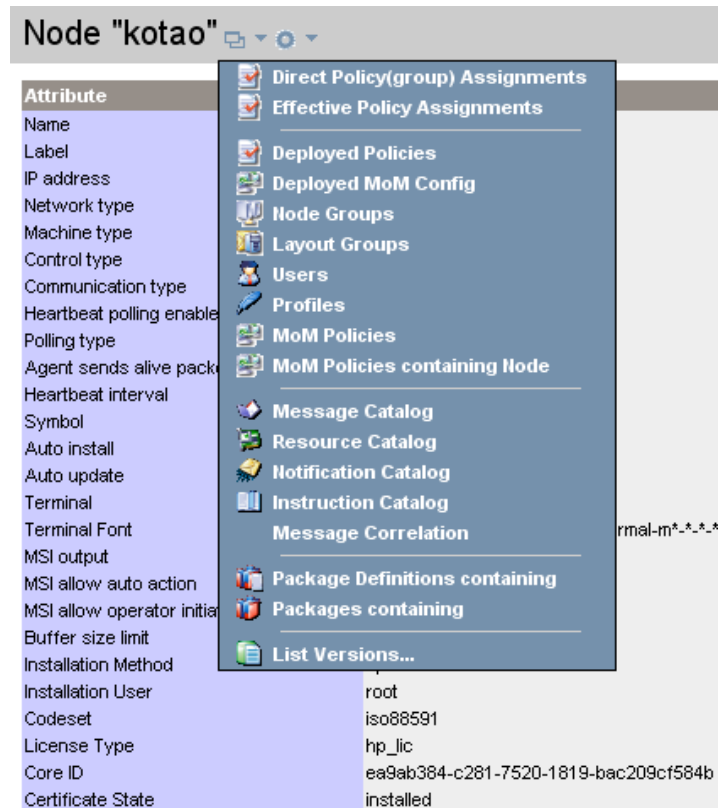 Node "kotao"
Attribute
Name
Label
IP address
Network type
Machine type
Control type
Communication type
Heartbeat polling enable
Polling type
Agent sends alive pack
Heartbeat interval
Symbol
Auto install
Auto update
Terminal
Terminal Font
rmal-m*-*-*-*
MSI output
MSI allow auto action
MSI allow operator initia
Buffer size limit
Installation Method
Installation User
root
Codeset
iso88591
License Type
hp_lic
Core ID
ea9ab384-c281-7520-1819-bac209cf584b
Certificate State
installed
Direct Policy(group) Assignments
Effective Policy Assignments
Deployed Policies
Deployed MoM Config
Node Groups
Layout Groups
Users
Profiles
MoM Policies
MoM Policies containing Node
Message Catalog
Resource Catalog
Notification Catalog
Instruction Catalog
Message Correlation
Package Definitions containing
Packages containing
List Versions...